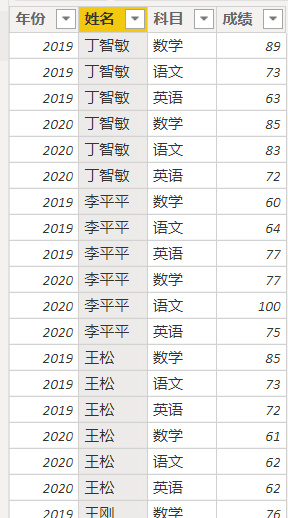 年份 姓名 科目 成绩
2019 丁智敏 数学 89
2019 丁智敏 语文 73
2019 丁智敏 英语 63
2020 丁智敏 数学 85
2020 丁智敏 语文 83
2020 丁智敏 英语 72
2019 李平平 数学 60
2019 李平平 语文 64
2019 李平平 英语 77
2020 李平平 数学 77
2020 李平平 语文 100
2020 李平平 英语 75
2019 王松 数学 85
2019 王松 语文 73
2019 王松 英语 72
2020 王松 数学 61
2020 王松 语文 62
2020 王松 英语 62
2019 王刚 数学 76